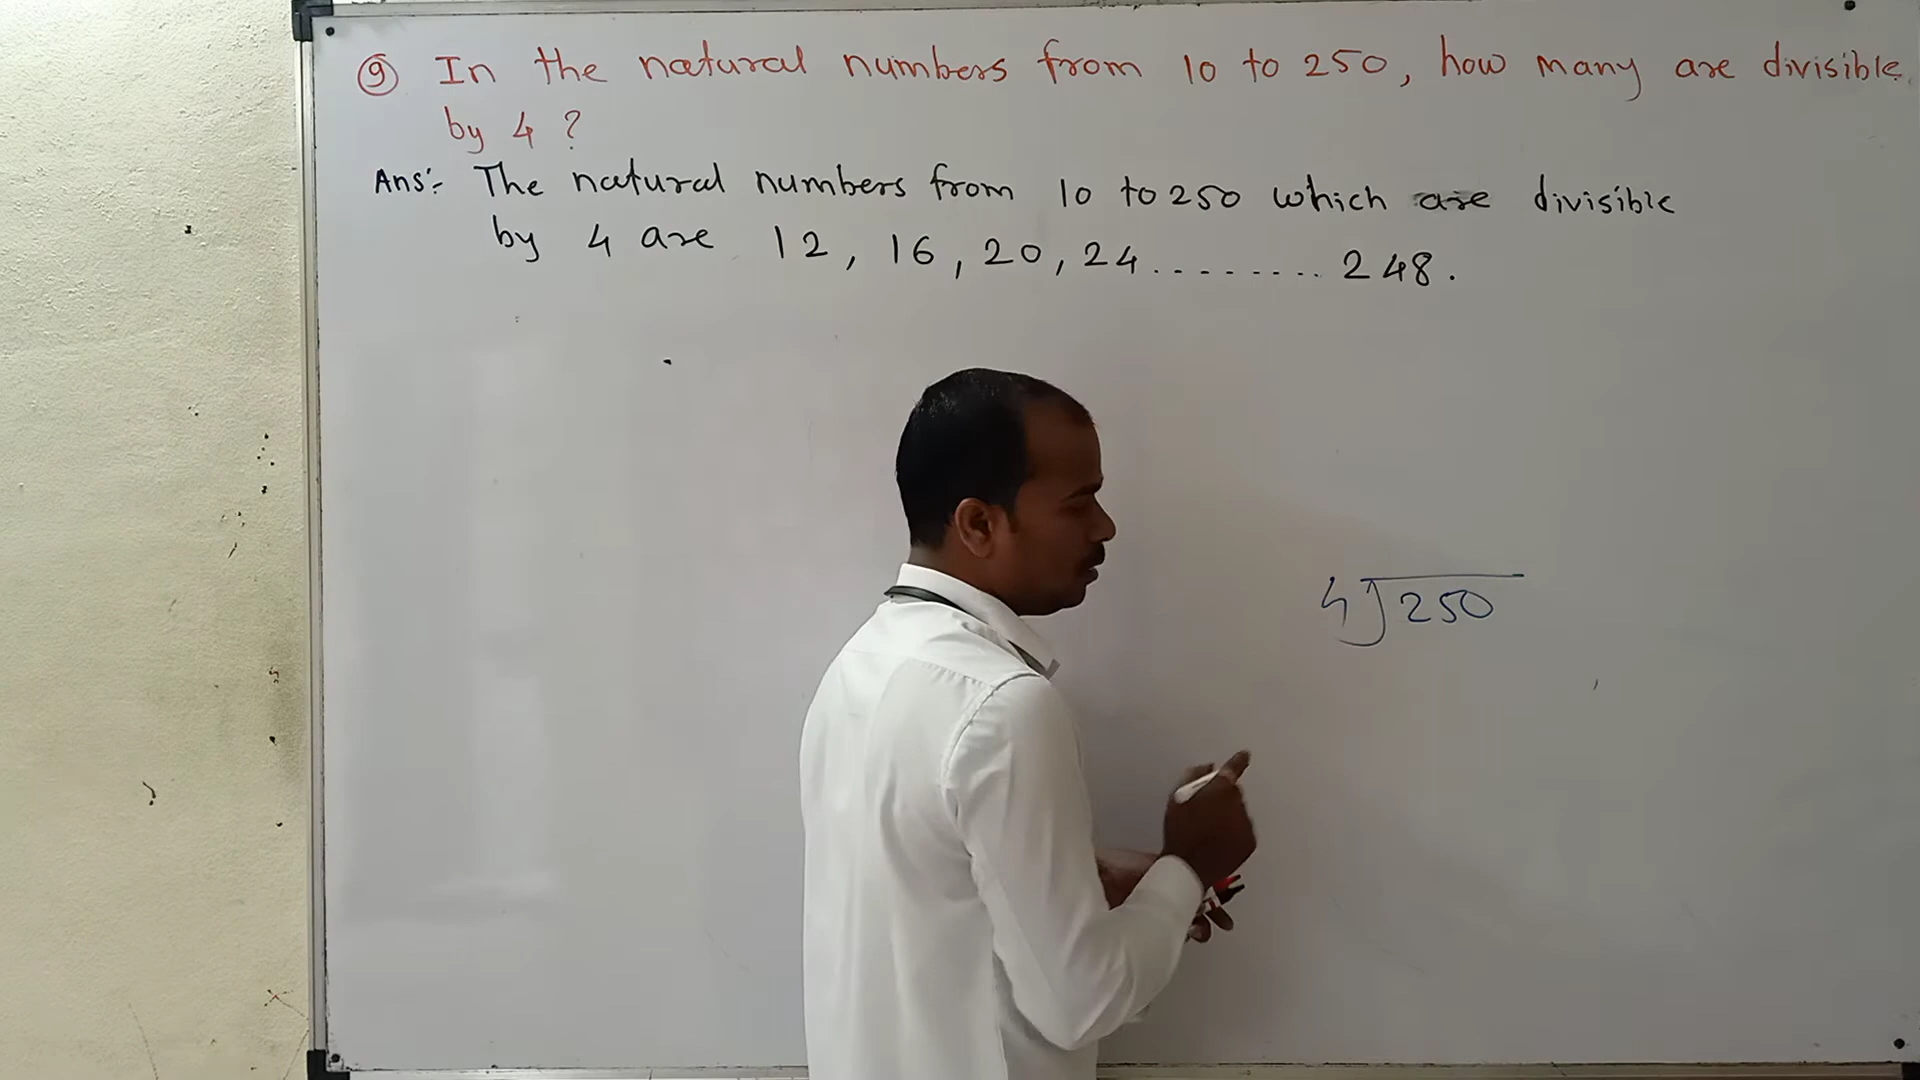 9 In the natural numbers from 10 to 250, how many are divisible
by 4 ?
Ans:- The natural numbers from 10 to 250 which are divisible
by 4 are 12, 16, 20, 24 ........ 248.
4)250